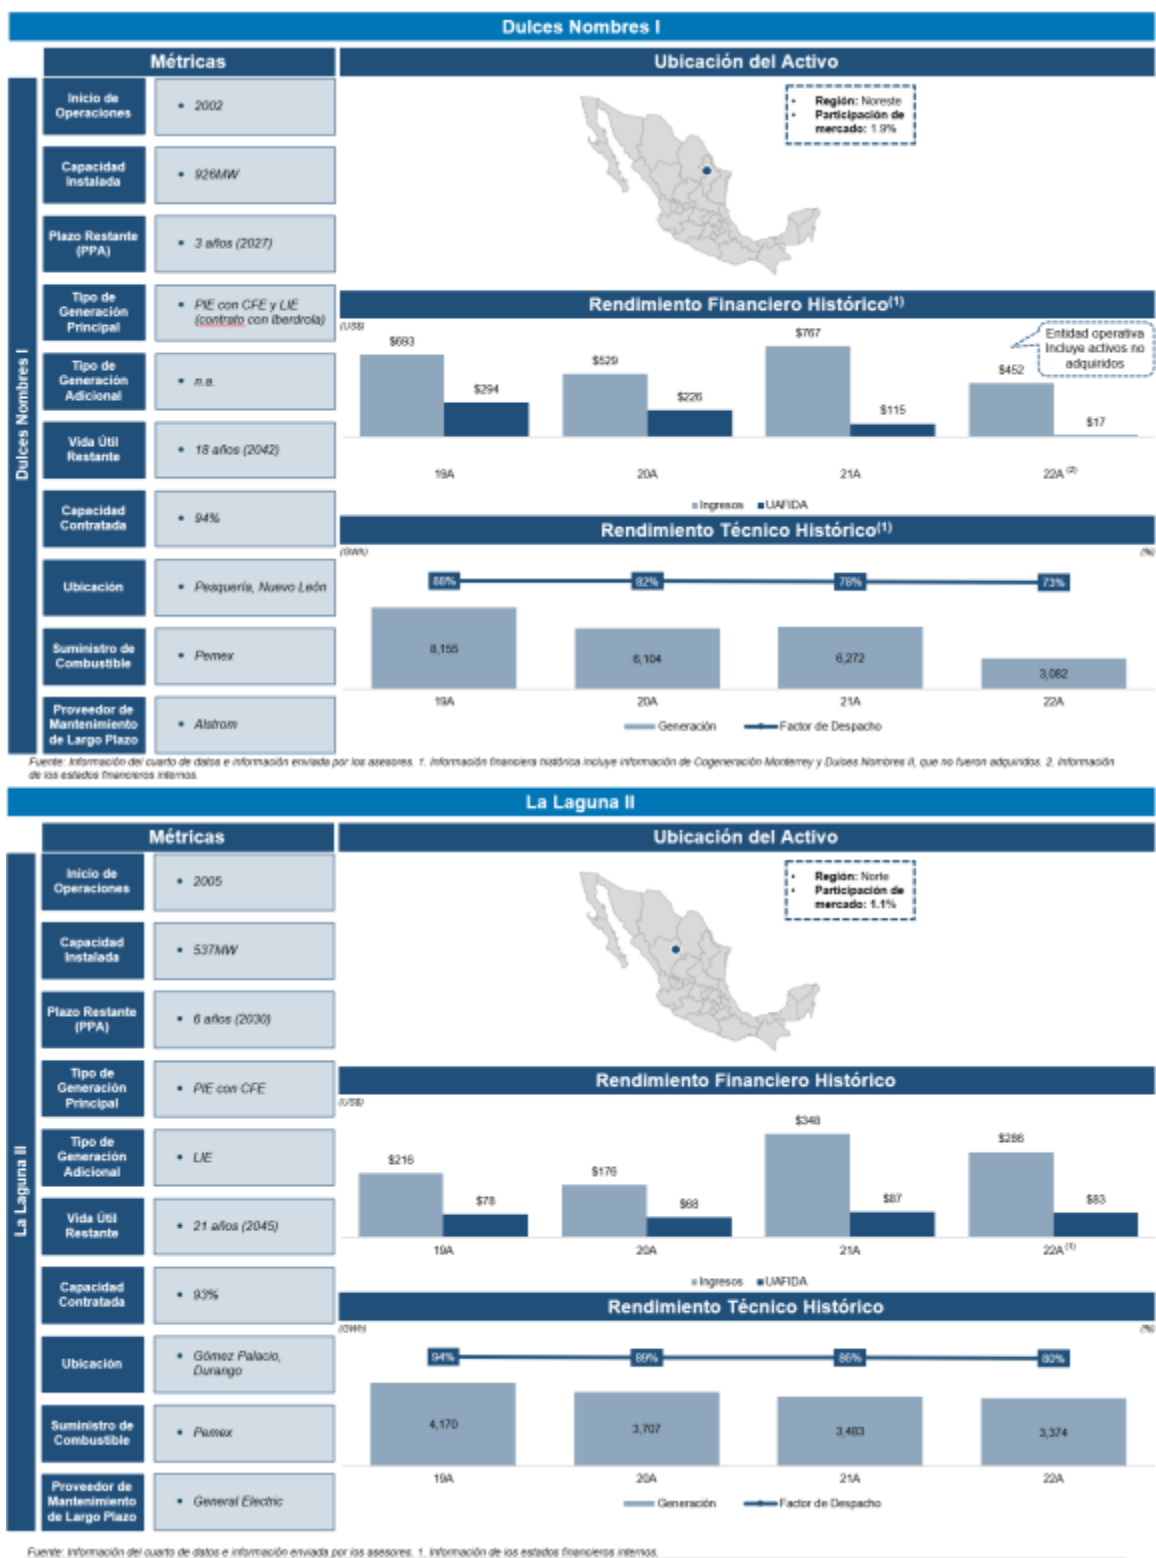 Dulces Nombres I
Métricas
Ubicación del Activo
Dulces Nombres I
Inicio de
Operaciones
• 2002
Capacidad
Instalada
• 926MW
Plazo Restante
(PPA)
• 3 años (2027)
Tipo de
Generación
Principal
• PIE con CFE y LIE
(contrato con Iberdrola)
Tipo de
Generación
Adicional
• n.a.
Vida Útil
Restante
• 18 años (2042)
Capacidad
Contratada
• 94%
Ubicación
• Pesquería, Nuevo León
Suministro de
Combustible
• Pemex
Proveedor de
Mantenimiento
de Largo Plazo
• Alstrom
• Región: Noreste
• Participación de
mercado: 1.9%
Rendimiento Financiero Histórico(1)
(US$)
$693
$294
$529
$226
$767
$115
$452
$17
Entidad operativa
incluye activos no
adquiridos
19A
20A
21A
22A (2)
Ingresos
UAFIDA
Rendimiento Técnico Histórico(1)
(GWh)
(%)
88%
82%
78%
73%
8,155
6,104
6,272
3,082
19A
20A
21A
22A
Generación
Factor de Despacho
Fuente: Información del cuarto de datos e información enviada por los asesores. 1. Información financiera histórica incluye información de Cogeneración Monterrey y Dulces Nombres II, que no fueron adquiridos. 2. Información
de los estados financieros internos.
La Laguna II
Métricas
Ubicación del Activo
La Laguna II
Inicio de
Operaciones
• 2005
Capacidad
Instalada
• 537MW
Plazo Restante
(PPA)
• 6 años (2030)
Tipo de
Generación
Principal
• PIE con CFE
Tipo de
Generación
Adicional
• LIE
Vida Útil
Restante
• 21 años (2045)
Capacidad
Contratada
• 93%
Ubicación
• Gómez Palacio,
Durango
Suministro de
Combustible
• Pemex
Proveedor de
Mantenimiento
de Largo Plazo
• General Electric
• Región: Norte
• Participación de
mercado: 1.1%
Rendimiento Financiero Histórico
(US$)
$216
$78
$176
$68
$348
$87
$286
$83
19A
20A
21A
22A (1)
Ingresos
UAFIDA
Rendimiento Técnico Histórico
(GWh)
(%)
94%
89%
86%
80%
4,170
3,707
3,483
3,374
19A
20A
21A
22A
Generación
Factor de Despacho
Fuente: Información del cuarto de datos e información enviada por los asesores. 1. Información de los estados financieros internos.